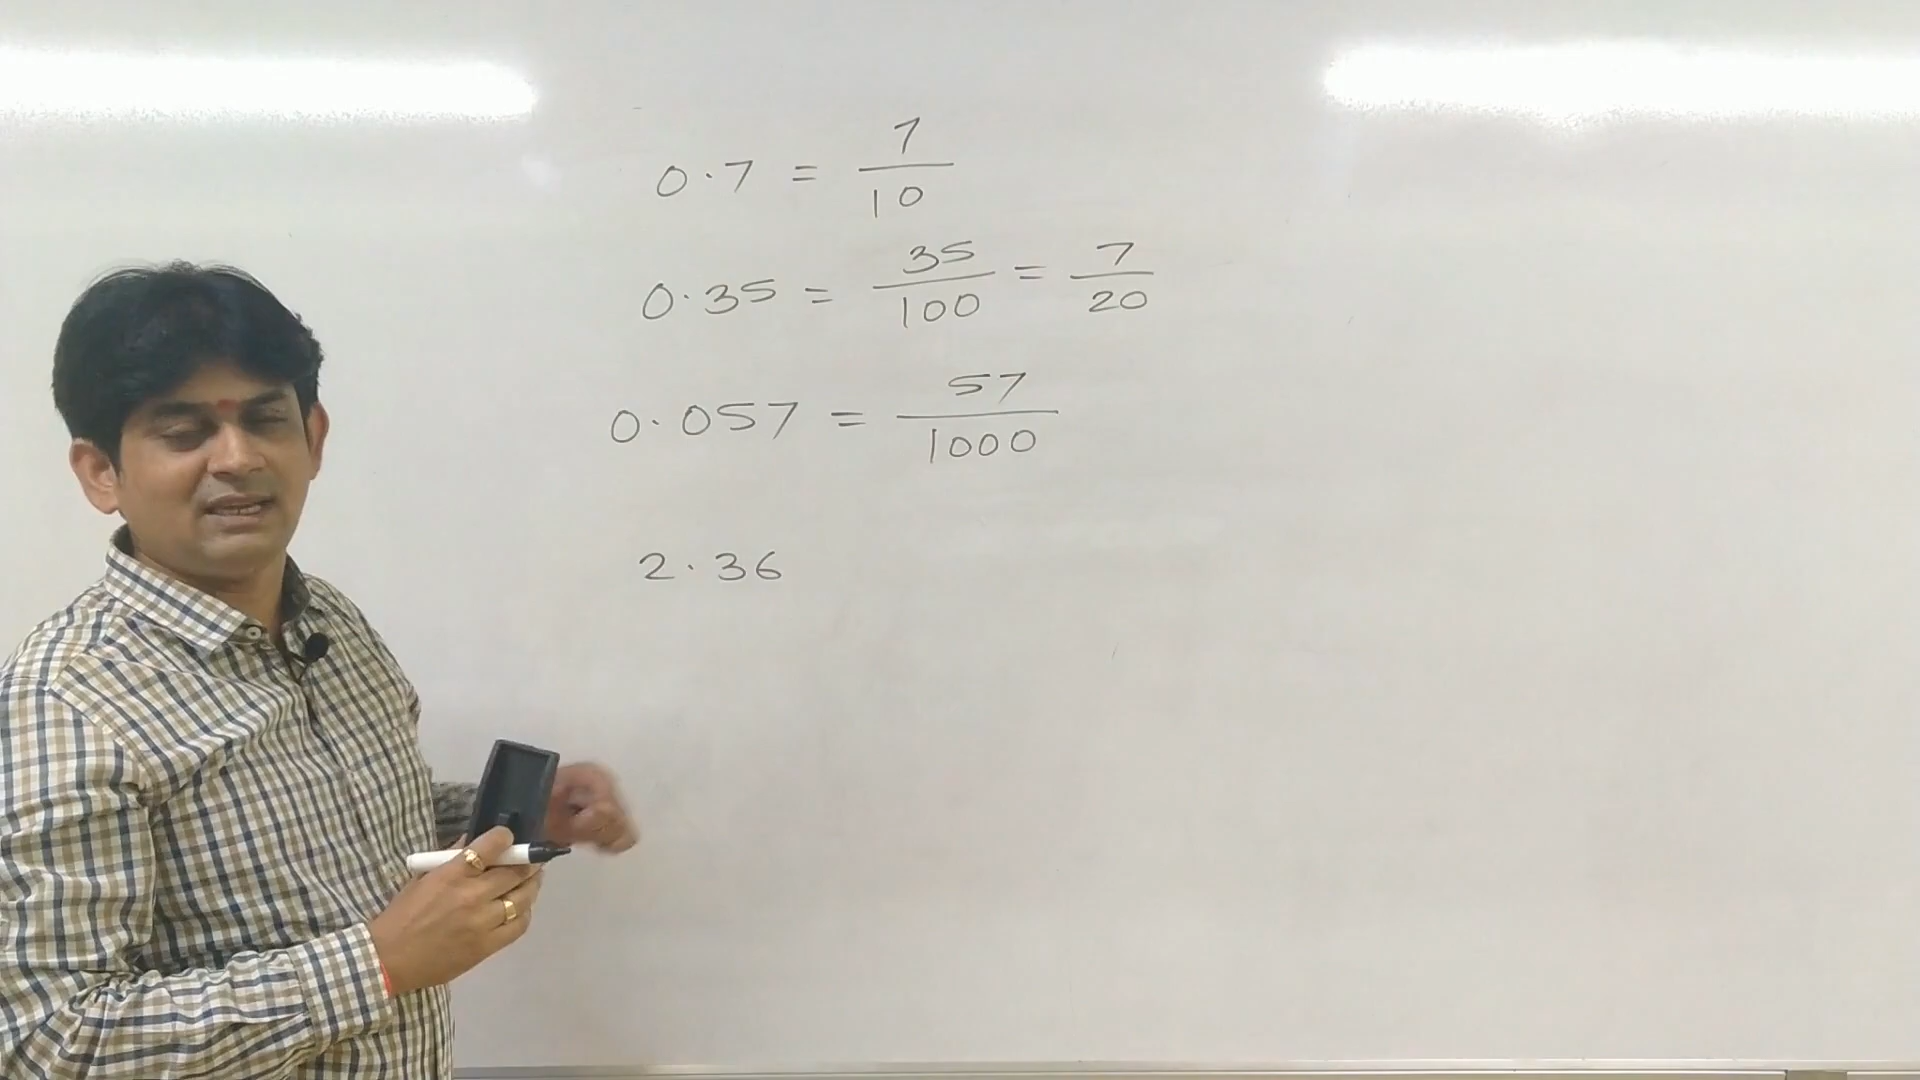 0.7 = 7/10
0.35 = 35/100 = 7/20
0.057 = 57/1000
2.36